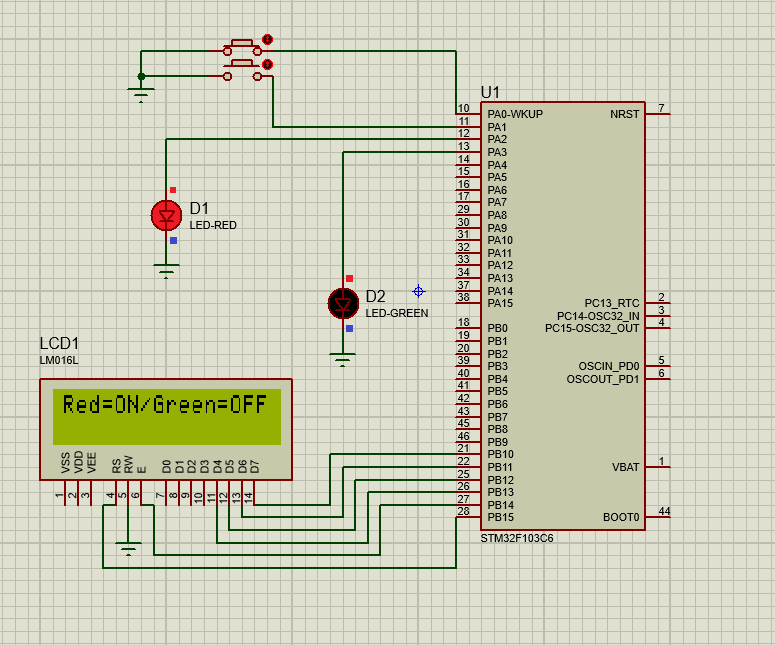 U1
10 PA0-WKUP NRST 7
11 PA1
12 PA2
13 PA3
14 PA4
15 PA5
16 PA6
17 PA7
29 PA8
30 PA9
31 PA10
32 PA11
33 PA12
34 PA13
37 PA14
38 PA15
PC13_RTC 2
PC14-OSC32_IN 3
PC15-OSC32_OUT 4
18 PB0
19 PB1
20 PB2
39 PB3 OSCIN_PD0 5
40 PB4 OSCOUT_PD1 6
41 PB5
42 PB6
43 PB7
45 PB8
46 PB9
21 PB10
22 PB11 VBAT 1
25 PB12
26 PB13
27 PB14
28 PB15 BOOT0 44
STM32F103C6
D1
LED-RED
D2
LED-GREEN
LCD1
LM016L
Red=ON/Green=OFF
VSS VDD VEE RS RW E D0 D1 D2 D3 D4 D5 D6 D7
1 2 3 4 5 6 7 8 9 10 11 12 13 14